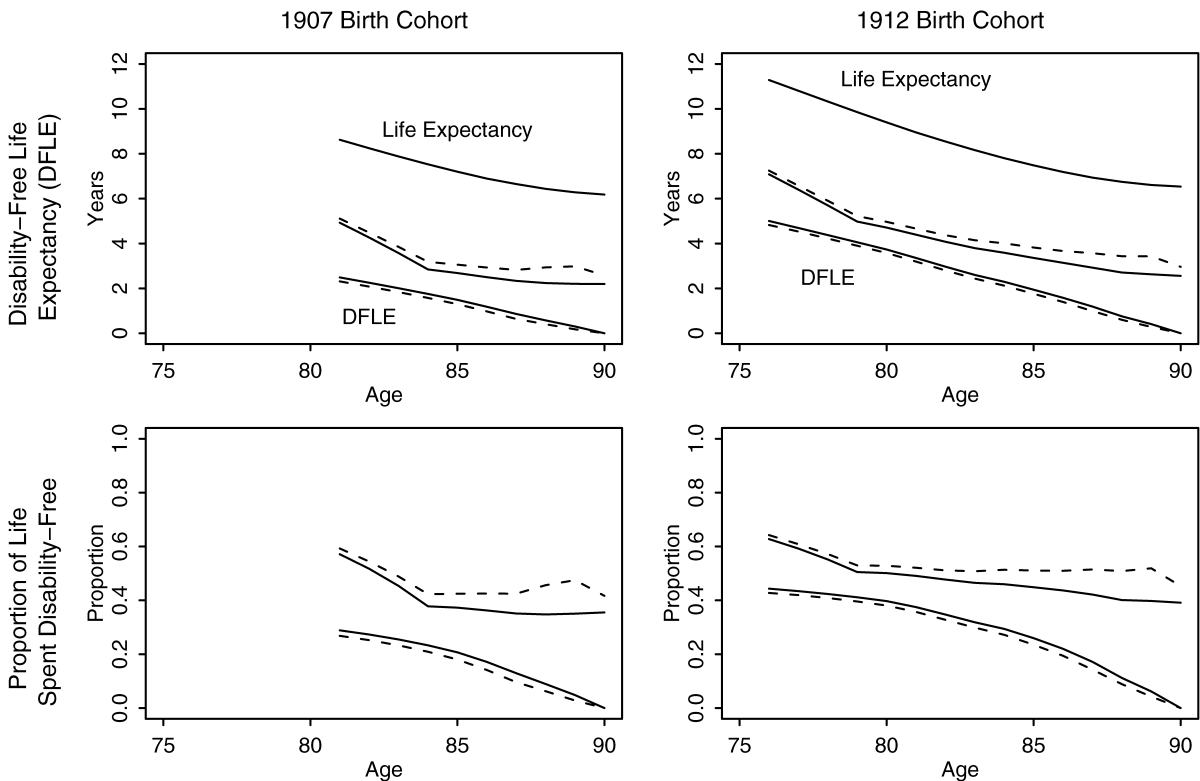 1907 Birth Cohort
1912 Birth Cohort
Disability−Free Life
Expectancy (DFLE)
Years
0 2 4 6 8 10 12
Life Expectancy
DFLE
75 80 85 90
Age
Years
0 2 4 6 8 10 12
Life Expectancy
DFLE
75 80 85 90
Age
Proportion of Life
Spent Disability−Free
Proportion
0.0 0.2 0.4 0.6 0.8 1.0
75 80 85 90
Age
Proportion
0.0 0.2 0.4 0.6 0.8 1.0
75 80 85 90
Age